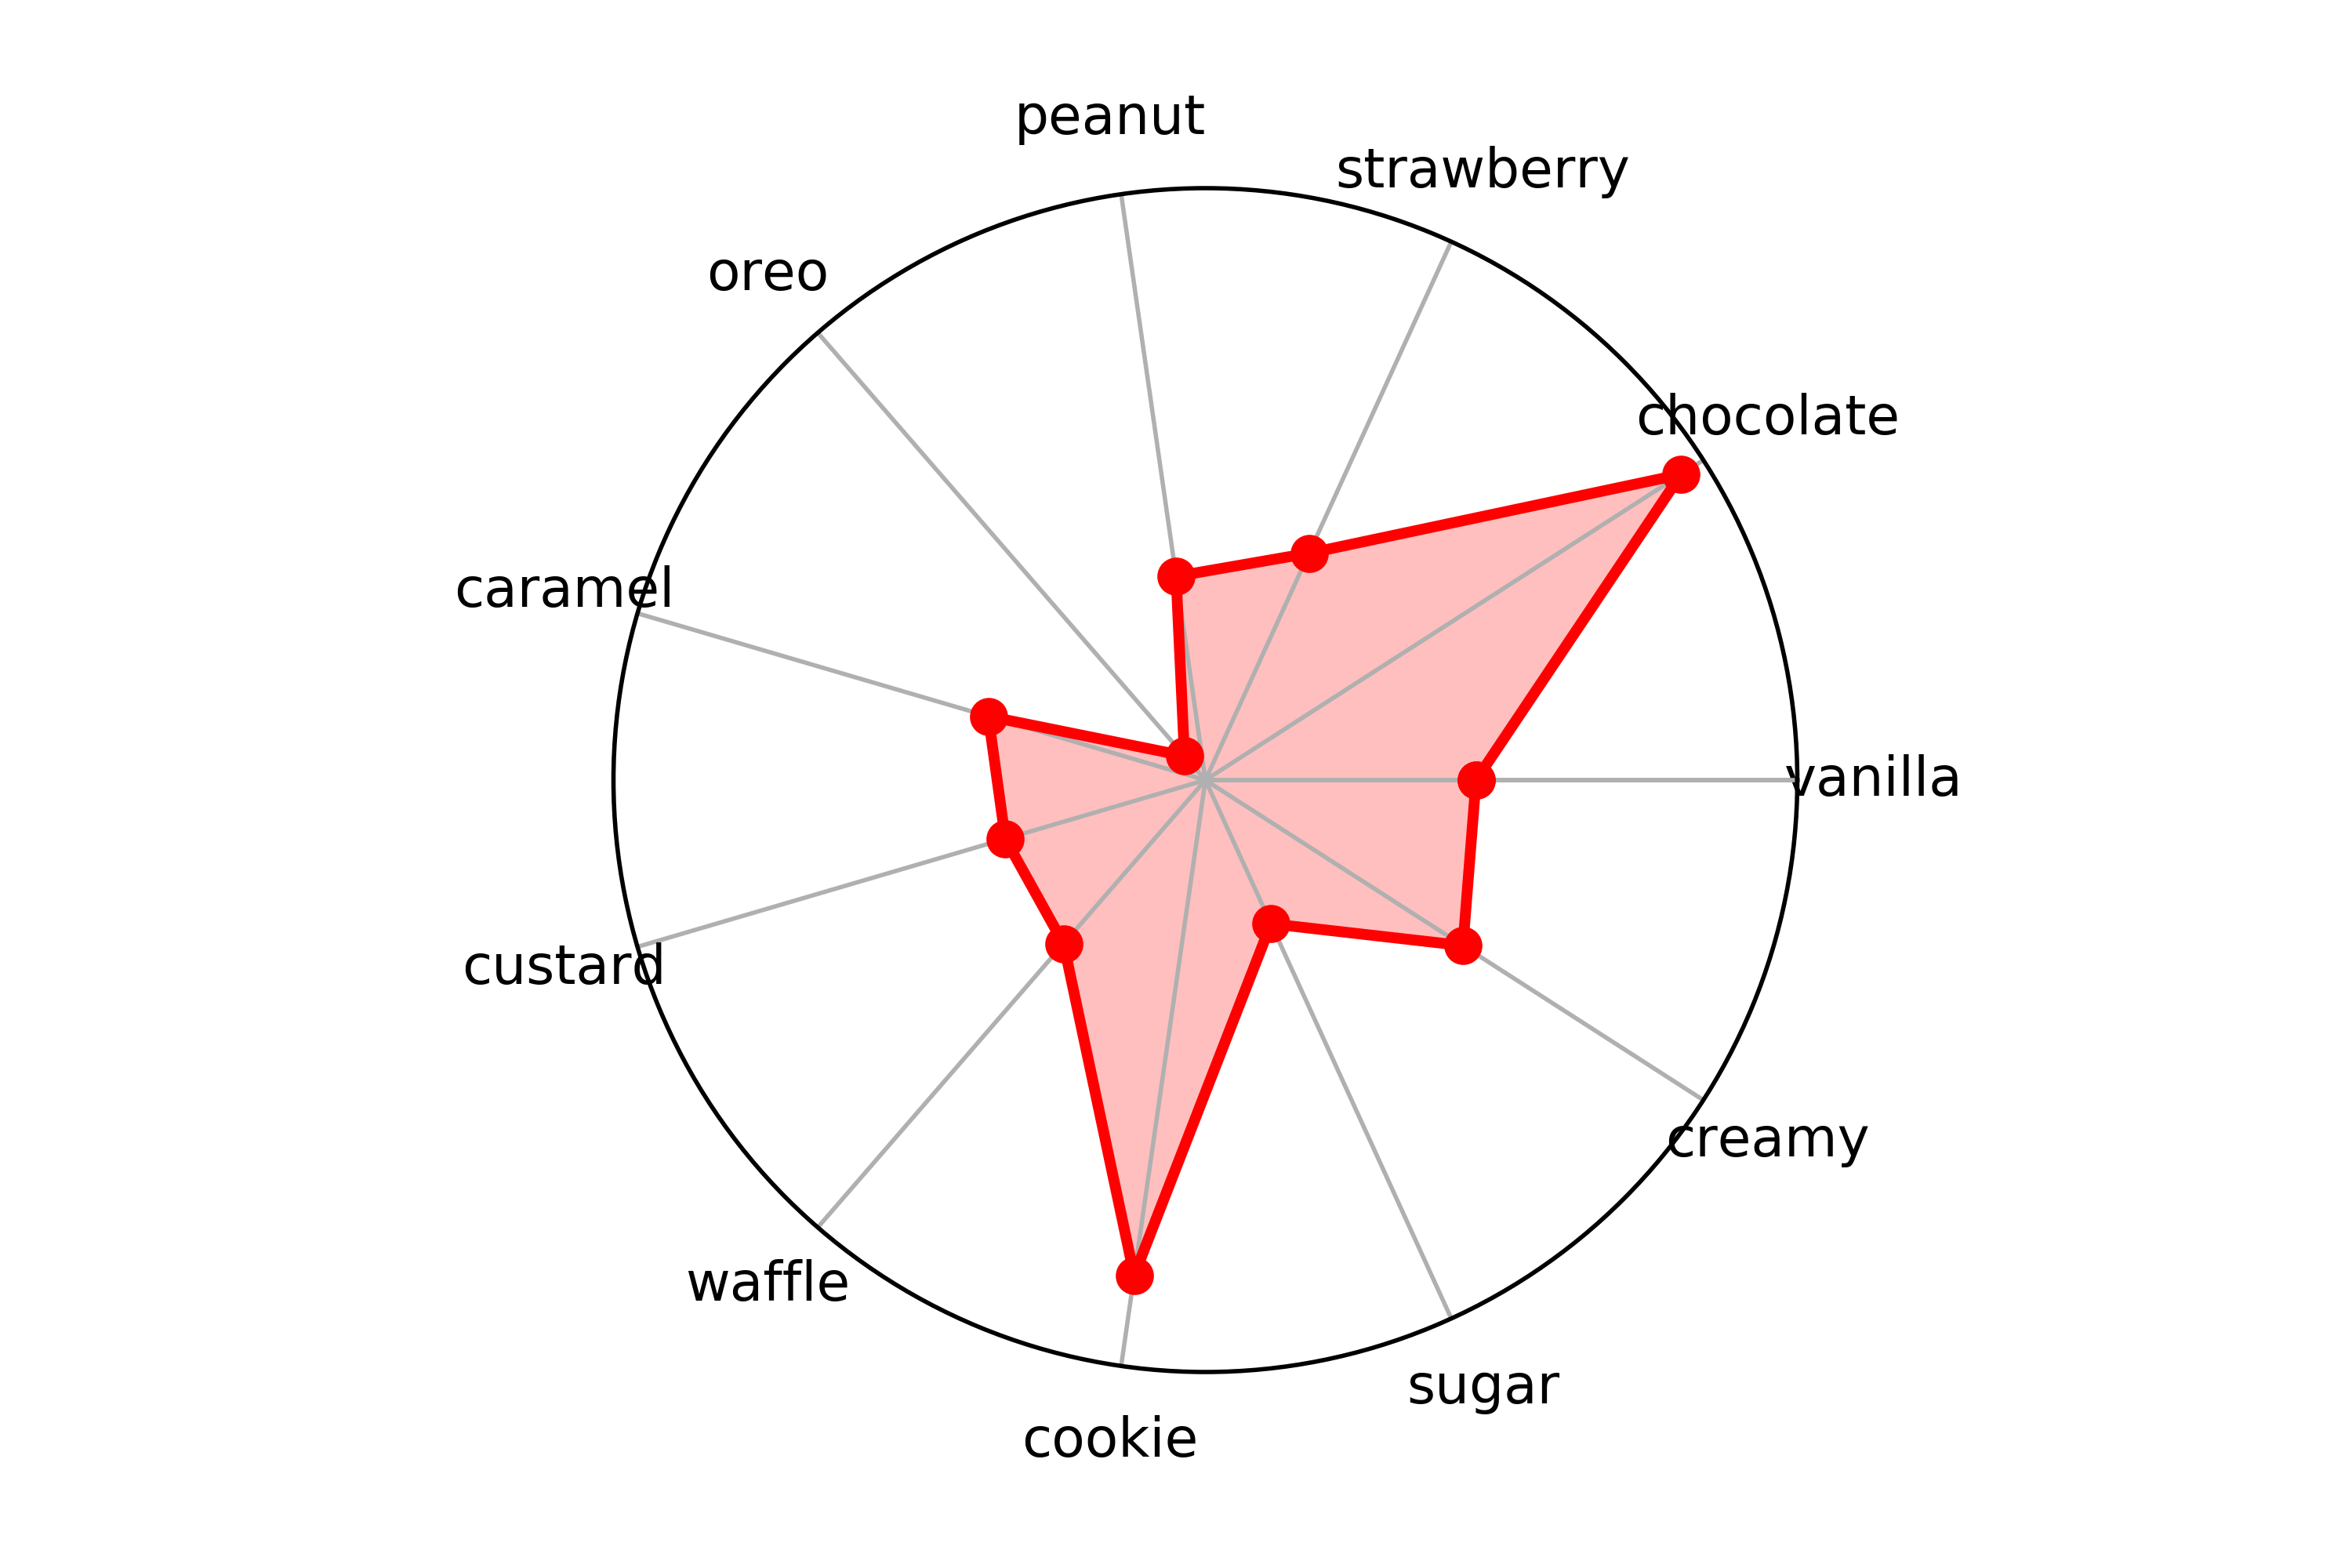 peanut
strawberry
oreo
chocolate
caramel
vanilla
custard
creamy
waffle
sugar
cookie